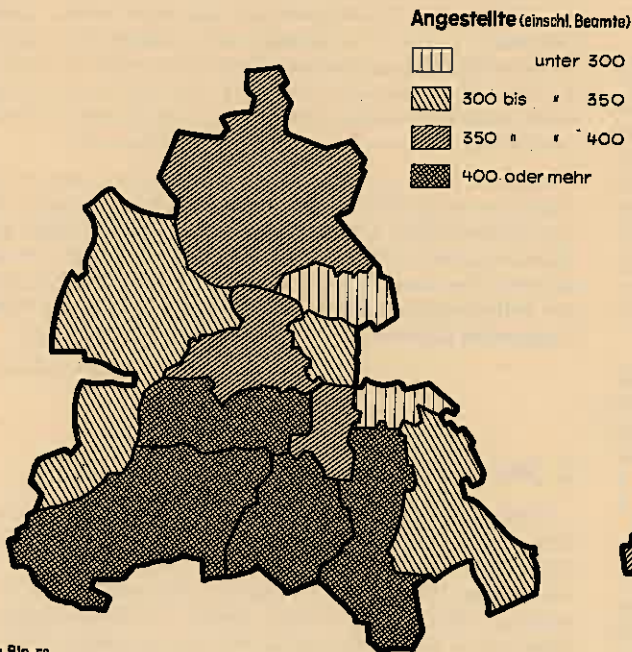 Angestellte (einschl. Beamte)
unter 300
300 bis " 350
350 " " 400
400 oder mehr